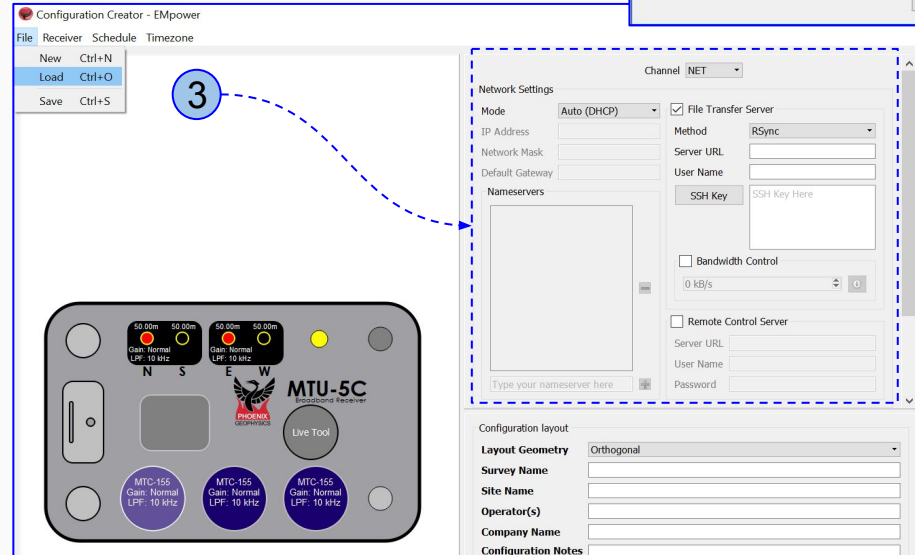 Configuration Creator - EMpower
File Receiver Schedule Timezone
New Ctrl+N
Load Ctrl+O
Save Ctrl+S
3
Channel NET
Network Settings
Mode Auto (DHCP)
IP Address
Network Mask
Default Gateway
Nameservers
Type your nameserver here
File Transfer Server
Method RSync
Server URL
User Name
SSH Key SSH Key Here
Bandwidth Control
0 kB/s
Remote Control Server
Server URL
User Name
Password
50.00m 50.00m 50.00m 50.00m
Gain: Normal Gain: Normal
LPF: 10 kHz LPF: 10 kHz
N S E W
MTU-5C
Broadband Receiver
PHOENIX
GEOPHYSICS
Live Tool
MTC-155 MTC-155 MTC-155
Gain: Normal Gain: Normal Gain: Normal
LPF: 10 kHz LPF: 10 kHz LPF: 10 kHz
Configuration layout
Layout Geometry Orthogonal
Survey Name
Site Name
Operator(s)
Company Name
Configuration Notes